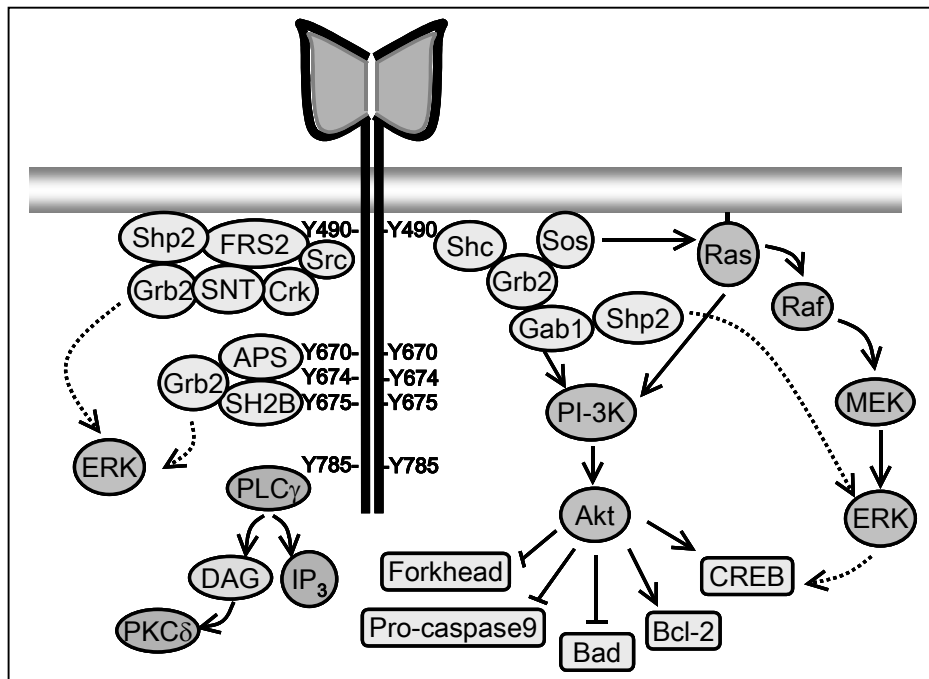 Shp2
FRS2
Y490
Src
Grb2
SNT
Crk
APS
Y670
Grb2
Y674
SH2B
Y675
ERK
Y785
PLCγ
DAG
IP3
PKCδ
Y490
Shc
Sos
Ras
Grb2
Raf
Gab1
Shp2
Y670
Y674
Y675
PI-3K
MEK
Y785
Akt
ERK
Forkhead
CREB
Pro-caspase9
Bcl-2
Bad